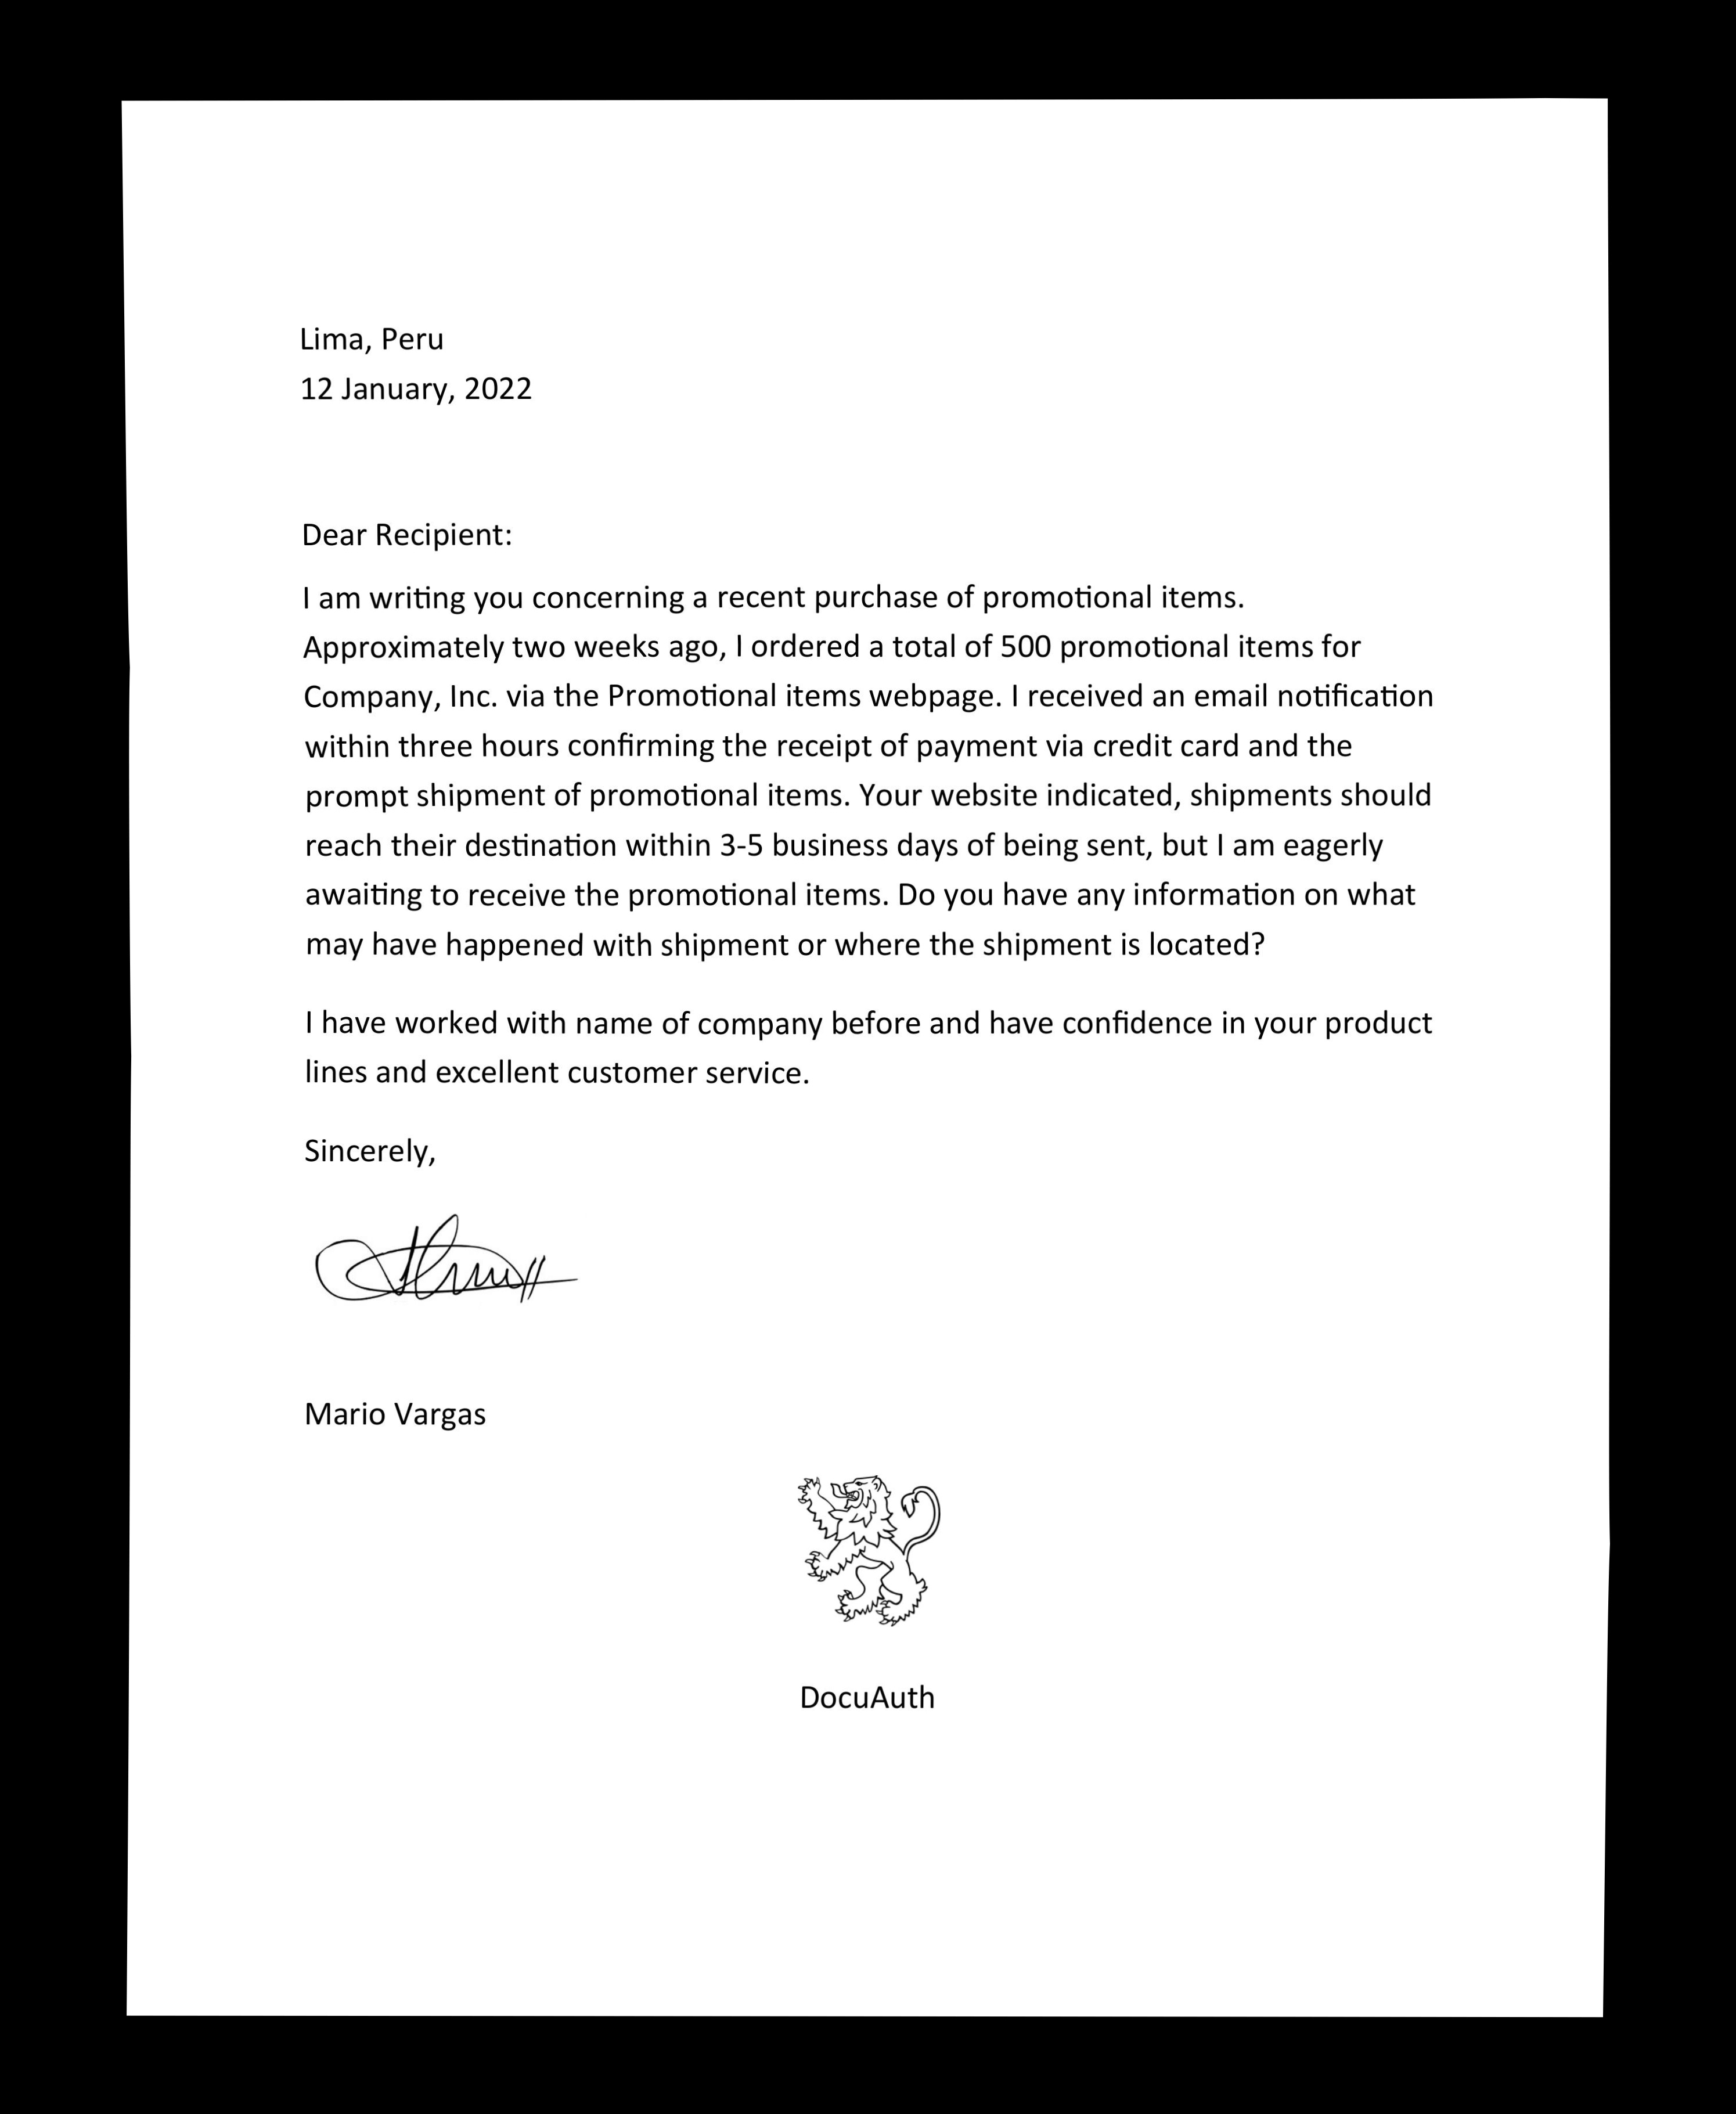 Lima, Peru
12 January, 2022
Dear Recipient:
I am writing you concerning a recent purchase of promotional items.
Approximately two weeks ago, I ordered a total of 500 promotional items for
Company, Inc. via the Promotional items webpage. I received an email notification
within three hours confirming the receipt of payment via credit card and the
prompt shipment of promotional items. Your website indicated, shipments should
reach their destination within 3-5 business days of being sent, but I am eagerly
awaiting to receive the promotional items. Do you have any information on what
may have happened with shipment or where the shipment is located?
I have worked with name of company before and have confidence in your product
lines and excellent customer service.
Sincerely,
Mario Vargas
DocuAuth